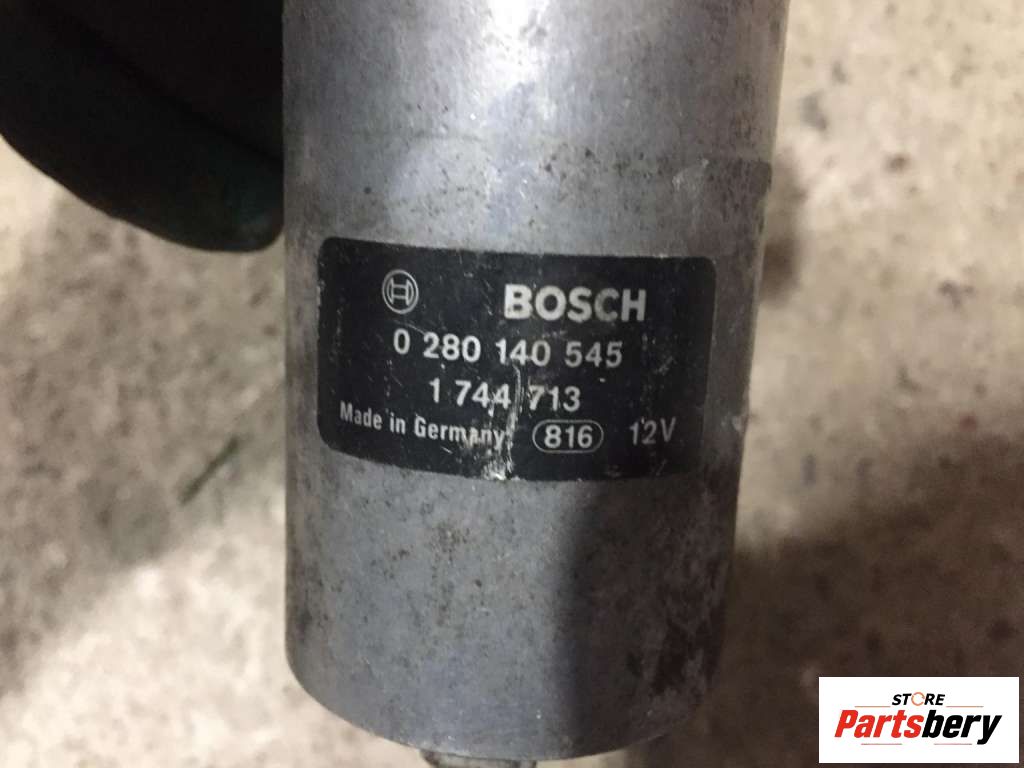 BOSCH
0 280 140 545
1 744 713
Made in Germany 816 12V
STORE
Partsbery